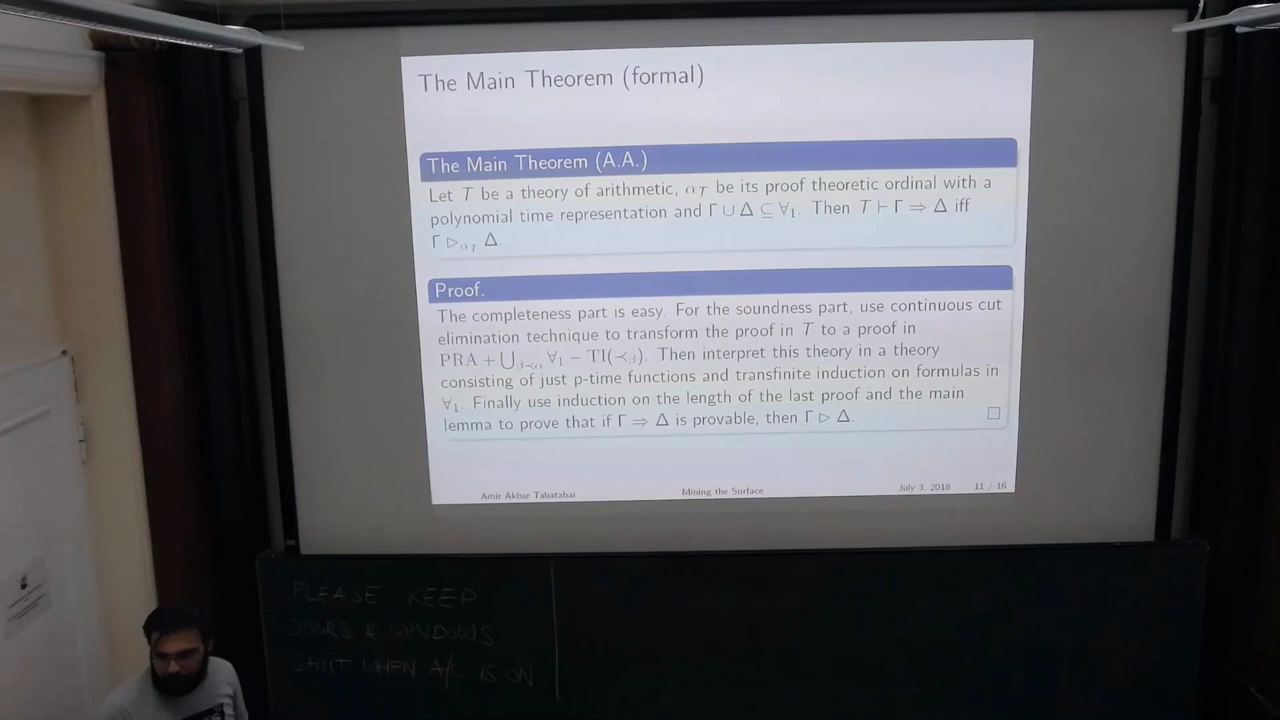 The Main Theorem (formal)
The Main Theorem (A.A.)
Let T be a theory of arithmetic, α_T be its proof theoretic ordinal with a
polynomial time representation and Γ ∪ Δ ⊆ ∀₁. Then T ⊢ Γ ⇒ Δ iff
Γ ▷_{α_T} Δ.
Proof.
The completeness part is easy. For the soundness part, use continuous cut
elimination technique to transform the proof in T to a proof in
PRA + ⋃_{β≺α} ∀₁ − TI(≺_β). Then interpret this theory in a theory
consisting of just p-time functions and transfinite induction on formulas in
∀₁. Finally use induction on the length of the last proof and the main
lemma to prove that if Γ ⇒ Δ is provable, then Γ ▷ Δ. □
Amir Akbar Tabatabai Mining the Surface July 3, 2018 11 / 16
PLEASE KEEP
DOORS & WINDOWS
SHUT WHEN A/C IS ON